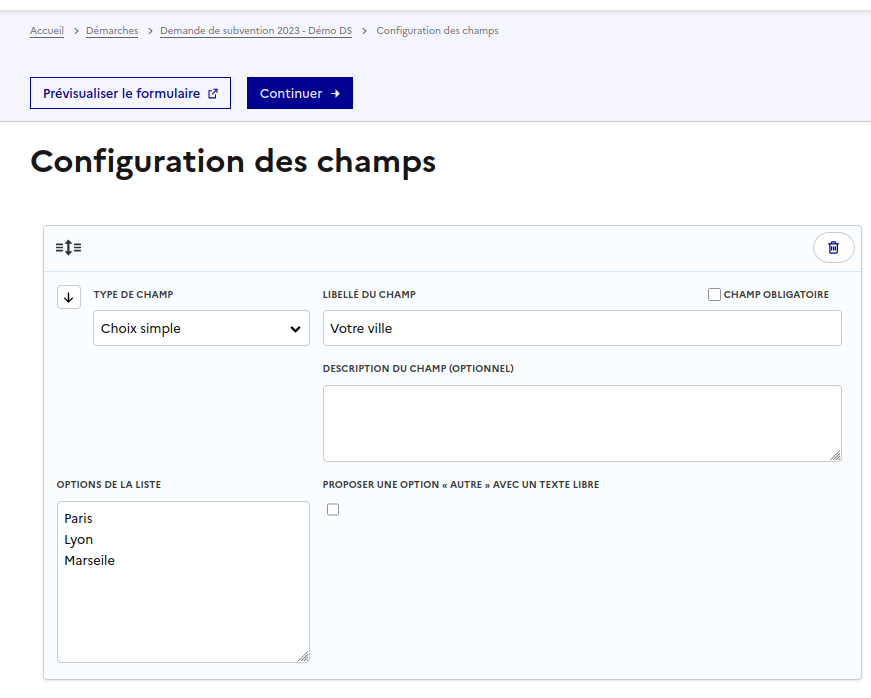 Accueil > Démarches > Demande de subvention 2023 - Démo DS > Configuration des champs
Prévisualiser le formulaire
Continuer
Configuration des champs
TYPE DE CHAMP
LIBELLÉ DU CHAMP
CHAMP OBLIGATOIRE
Choix simple
Votre ville
DESCRIPTION DU CHAMP (OPTIONNEL)
OPTIONS DE LA LISTE
PROPOSER UNE OPTION « AUTRE » AVEC UN TEXTE LIBRE
Paris
Lyon
Marseile